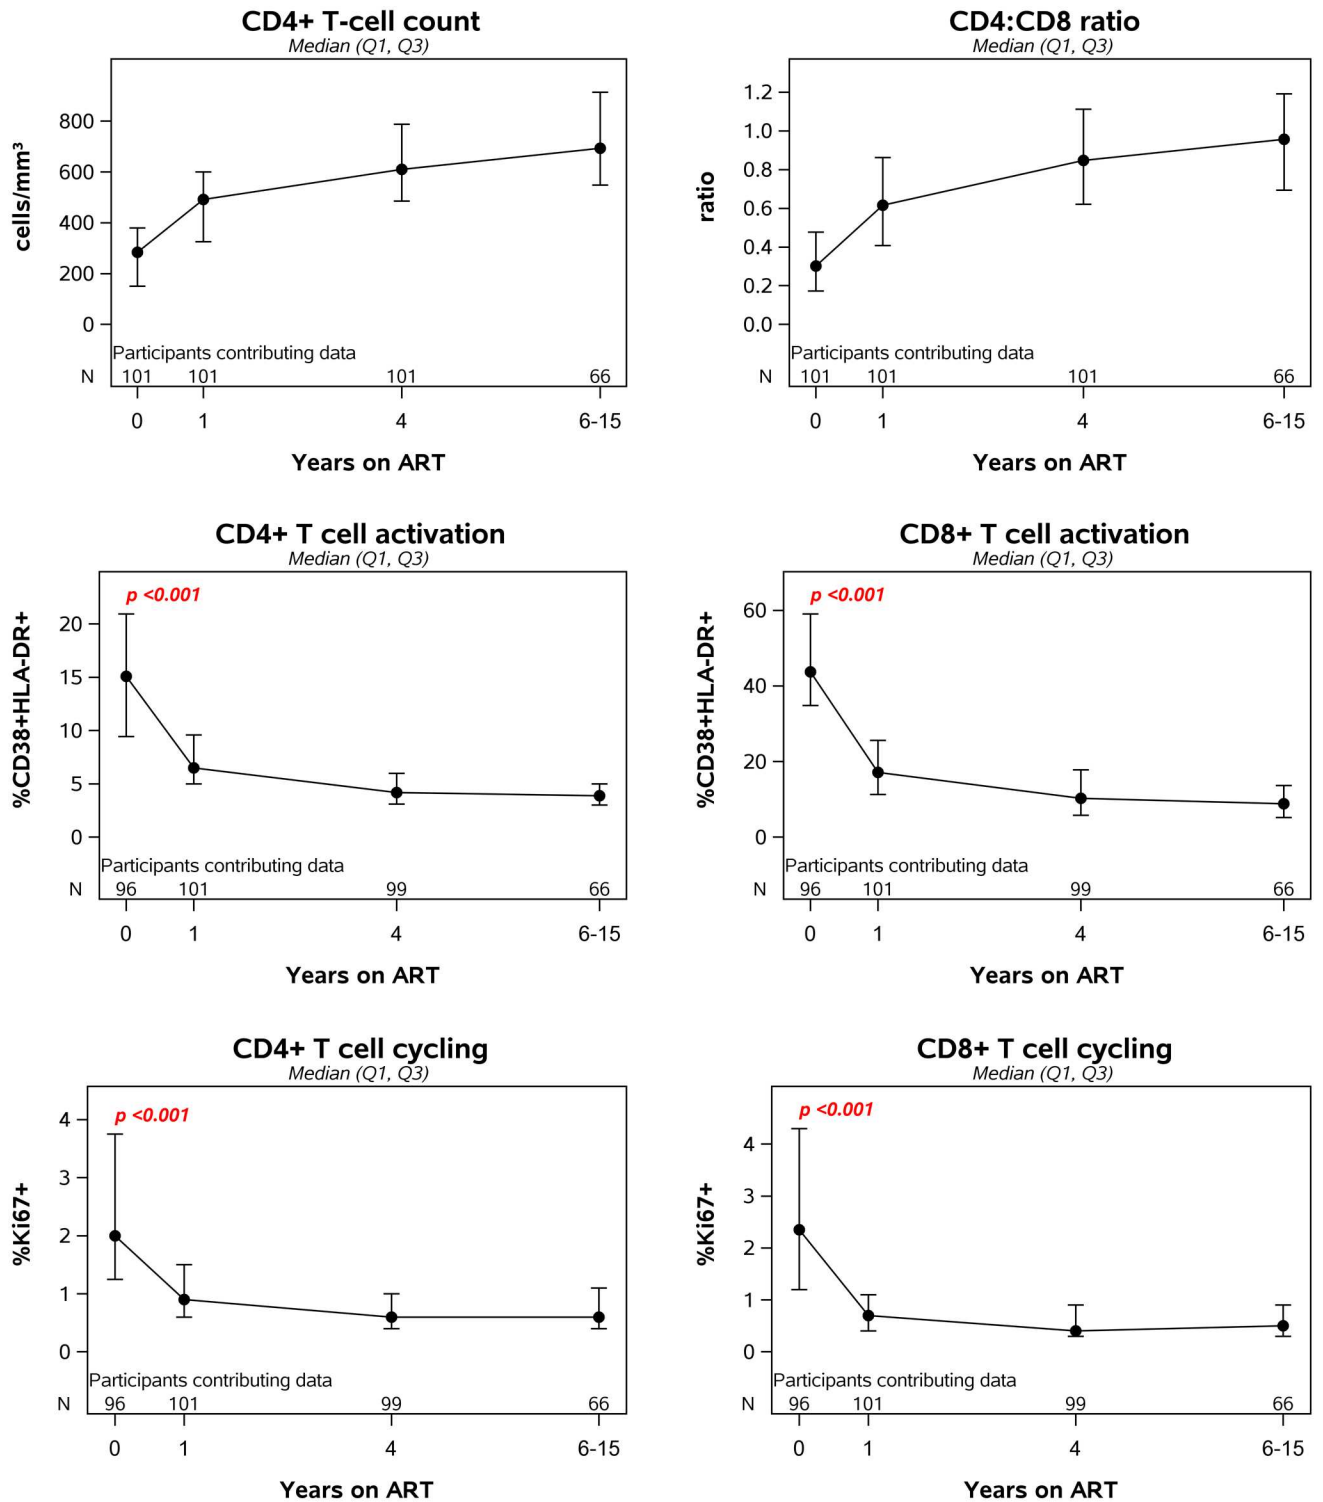 CD4+ T-cell count
Median (Q1, Q3)
cells/mm³
800
600
400
200
0
Participants contributing data
N 101 101 101 66
0 1 4 6-15
Years on ART
CD4:CD8 ratio
Median (Q1, Q3)
ratio
1.2
1.0
0.8
0.6
0.4
0.2
0.0
Participants contributing data
N 101 101 101 66
0 1 4 6-15
Years on ART
CD4+ T cell activation
Median (Q1, Q3)
p <0.001
%CD38+HLA-DR+
20
15
10
5
0
Participants contributing data
N 96 101 99 66
0 1 4 6-15
Years on ART
CD8+ T cell activation
Median (Q1, Q3)
p <0.001
%CD38+HLA-DR+
60
40
20
0
Participants contributing data
N 96 101 99 66
0 1 4 6-15
Years on ART
CD4+ T cell cycling
Median (Q1, Q3)
p <0.001
%Ki67+
4
3
2
1
0
Participants contributing data
N 96 101 99 66
0 1 4 6-15
Years on ART
CD8+ T cell cycling
Median (Q1, Q3)
p <0.001
%Ki67+
4
3
2
1
0
Participants contributing data
N 96 101 99 66
0 1 4 6-15
Years on ART